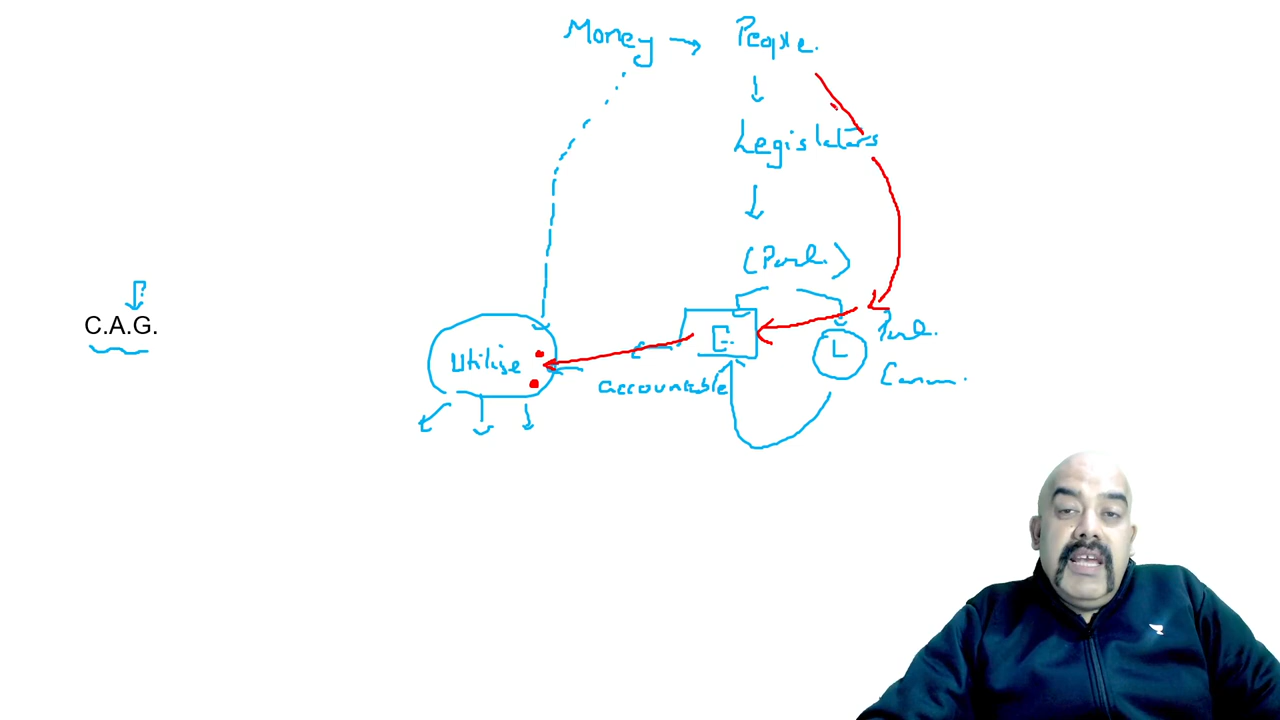 Money → People.
Legislators
(Parl.)
C.A.G.
Utilise
E.
L
Parl.
accountable
Comm.